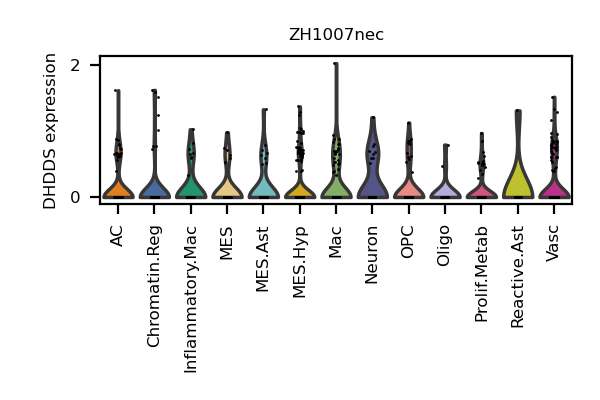 ZH1007nec
DHDDS expression
2
0
AC
Chromatin.Reg
Inflammatory.Mac
MES
MES.Ast
MES.Hyp
Mac
Neuron
OPC
Oligo
Prolif.Metab
Reactive.Ast
Vasc